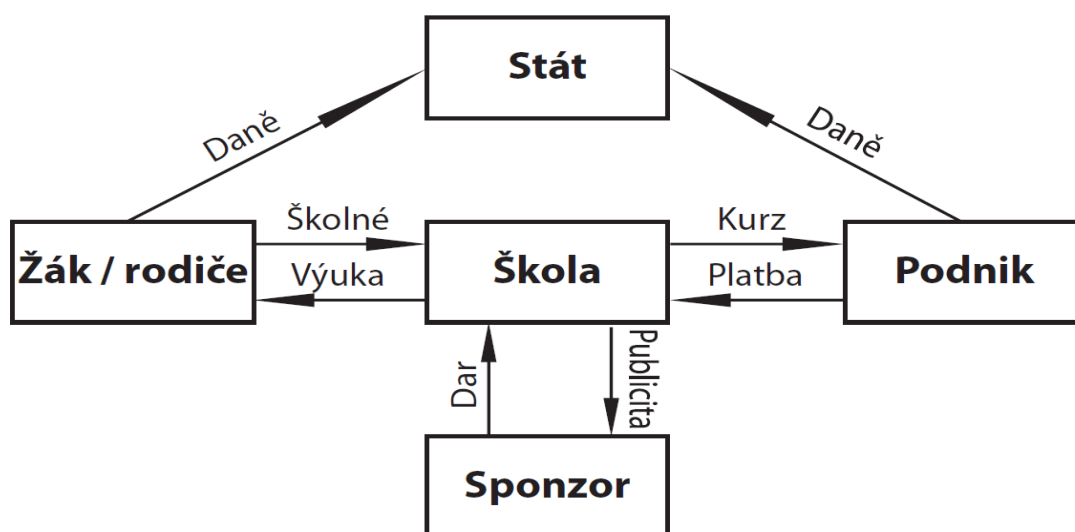 Stát
Daně
Daně
Školné
Kurz
Žák / rodiče
Škola
Podnik
Výuka
Platba
Dar
Publicita
Sponzor